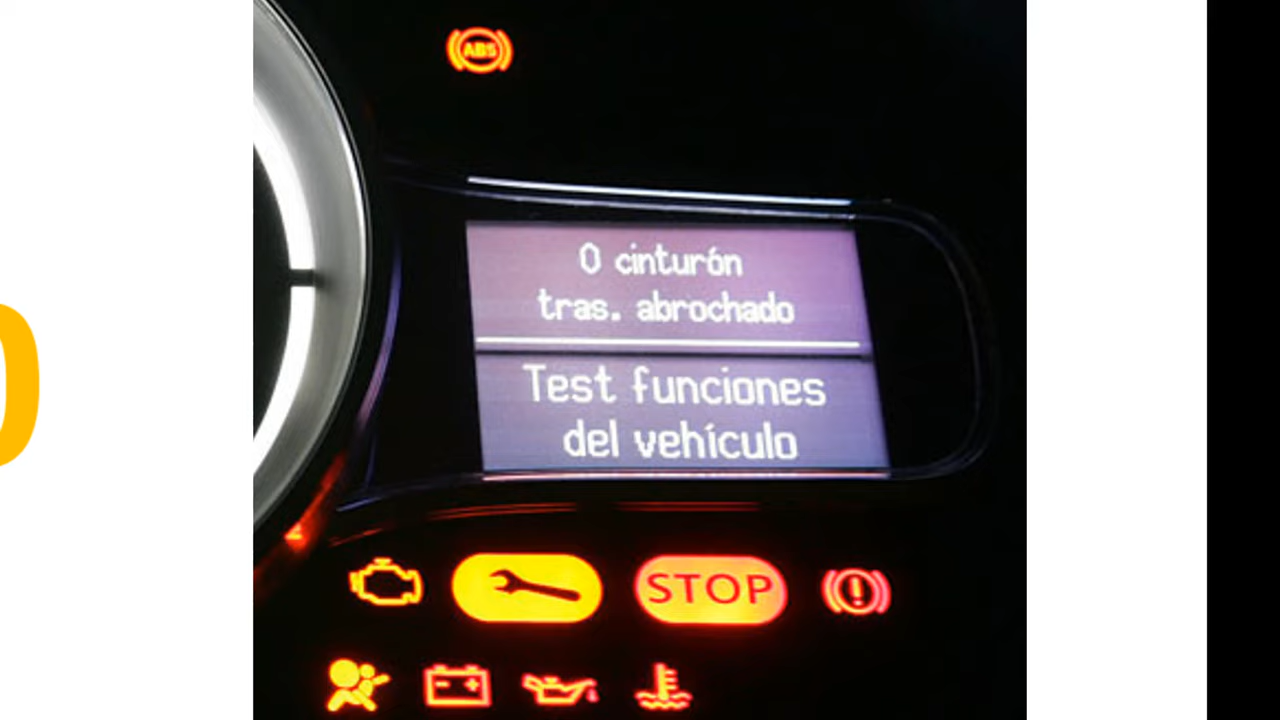 ABS
0 cinturón
tras. abrochado
Test funciones
del vehículo
STOP